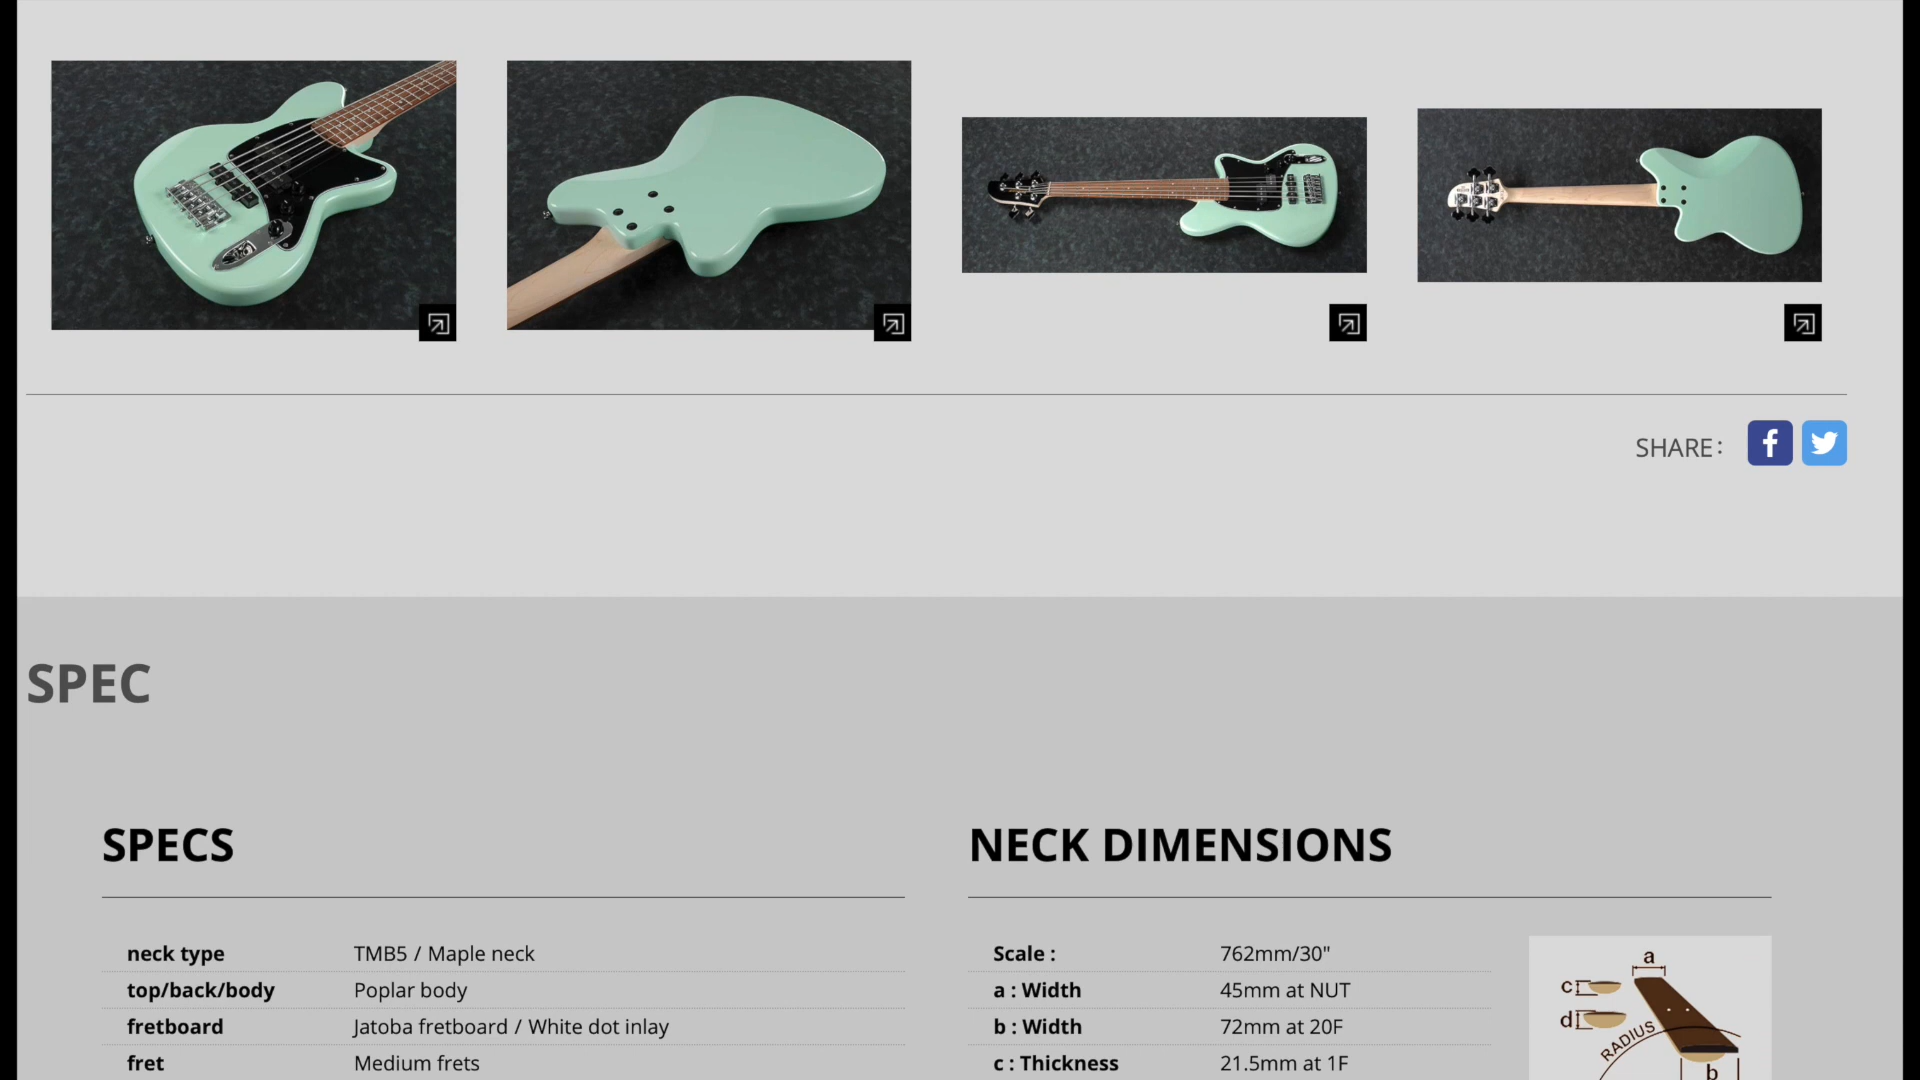 SHARE :
SPEC
SPECS
neck type TMB5 / Maple neck
top/back/body Poplar body
fretboard Jatoba fretboard / White dot inlay
fret Medium frets
NECK DIMENSIONS
Scale : 762mm/30"
a : Width 45mm at NUT
b : Width 72mm at 20F
c : Thickness 21.5mm at 1F
a
c
d
RADIUS
b